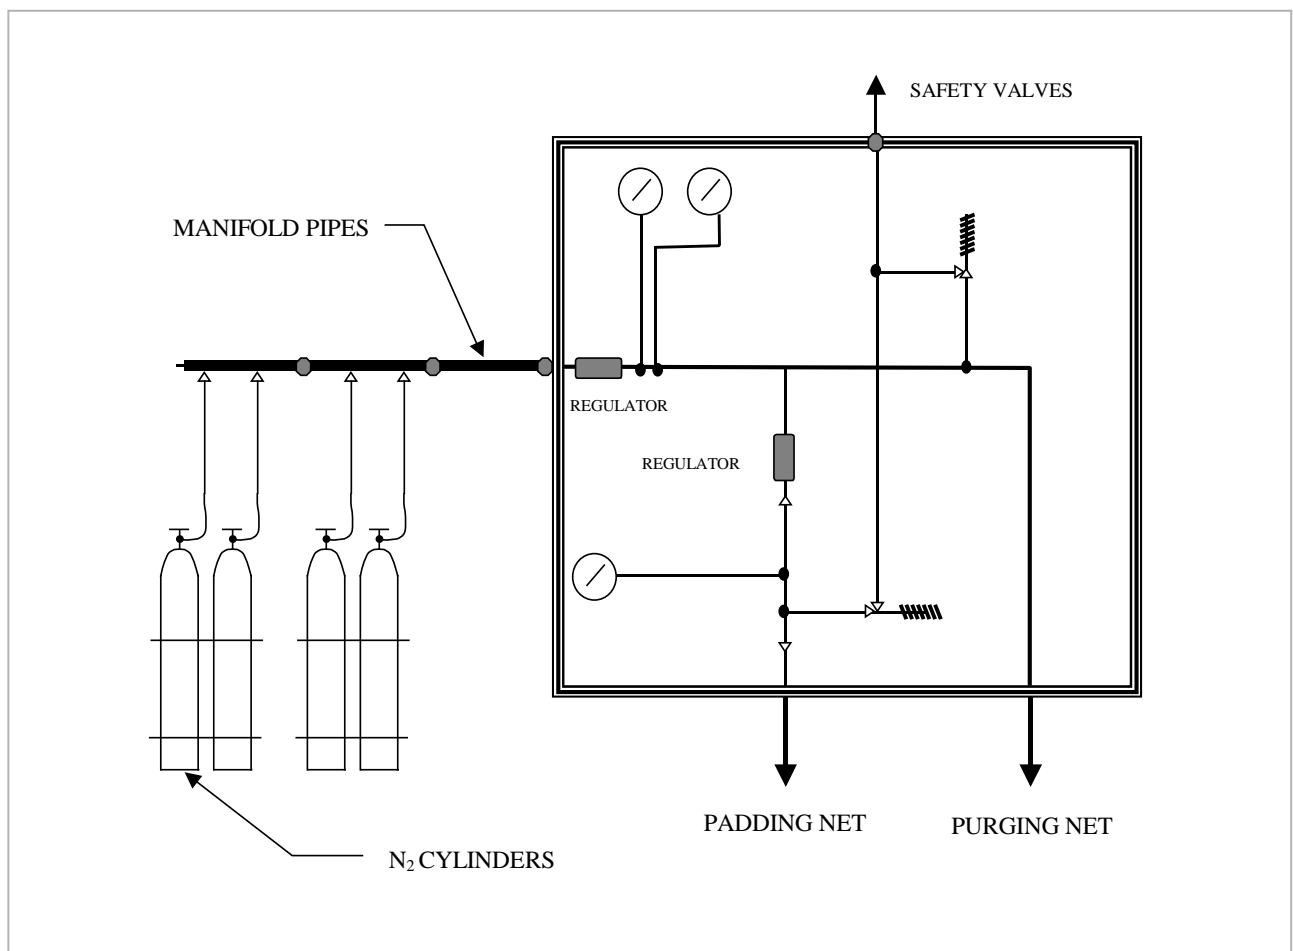 SAFETY VALVES
MANIFOLD PIPES
REGULATOR
REGULATOR
PADDING NET
PURGING NET
N₂ CYLINDERS